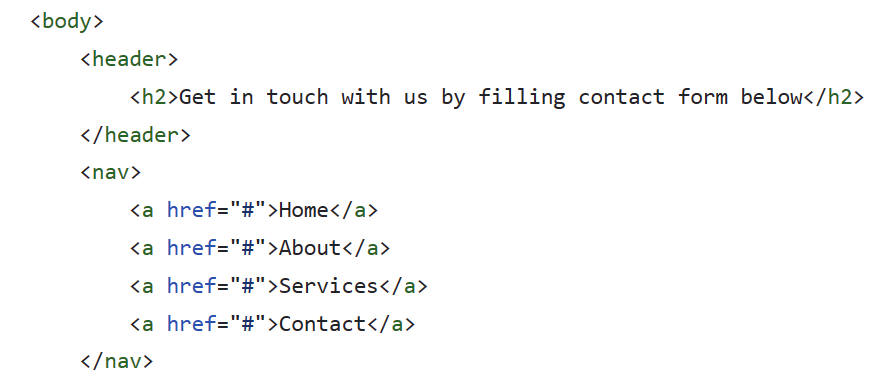 <body>
<header>
<h2>Get in touch with us by filling contact form below</h2>
</header>
<nav>
<a href="#">Home</a>
<a href="#">About</a>
<a href="#">Services</a>
<a href="#">Contact</a>
</nav>